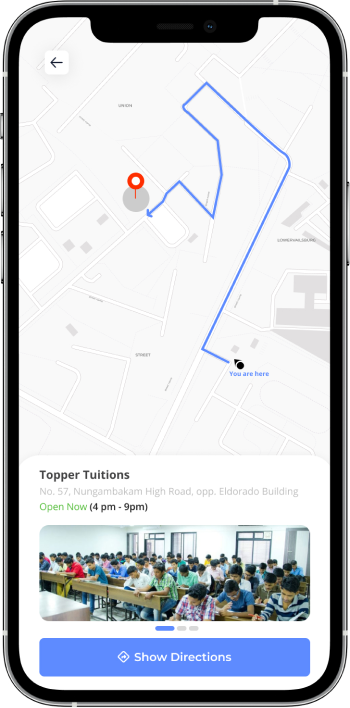 UNION
STREET
You are here
Topper Tuitions
No. 57, Nungambakam High Road, opp. Eldorado Building
Open Now (4 pm - 9pm)
Show Directions